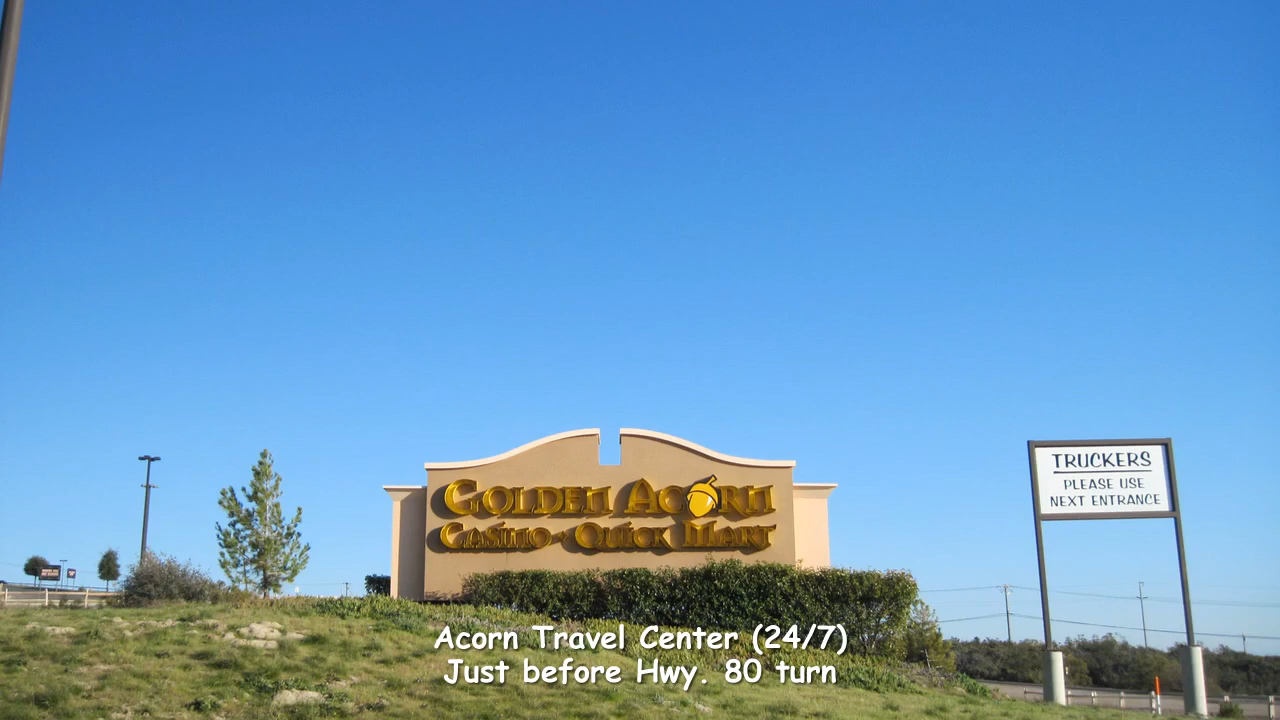 Golden Acorn
Casino - Quick Mart
TRUCKERS
PLEASE USE
NEXT ENTRANCE
Acorn Travel Center (24/7)
Just before Hwy. 80 turn